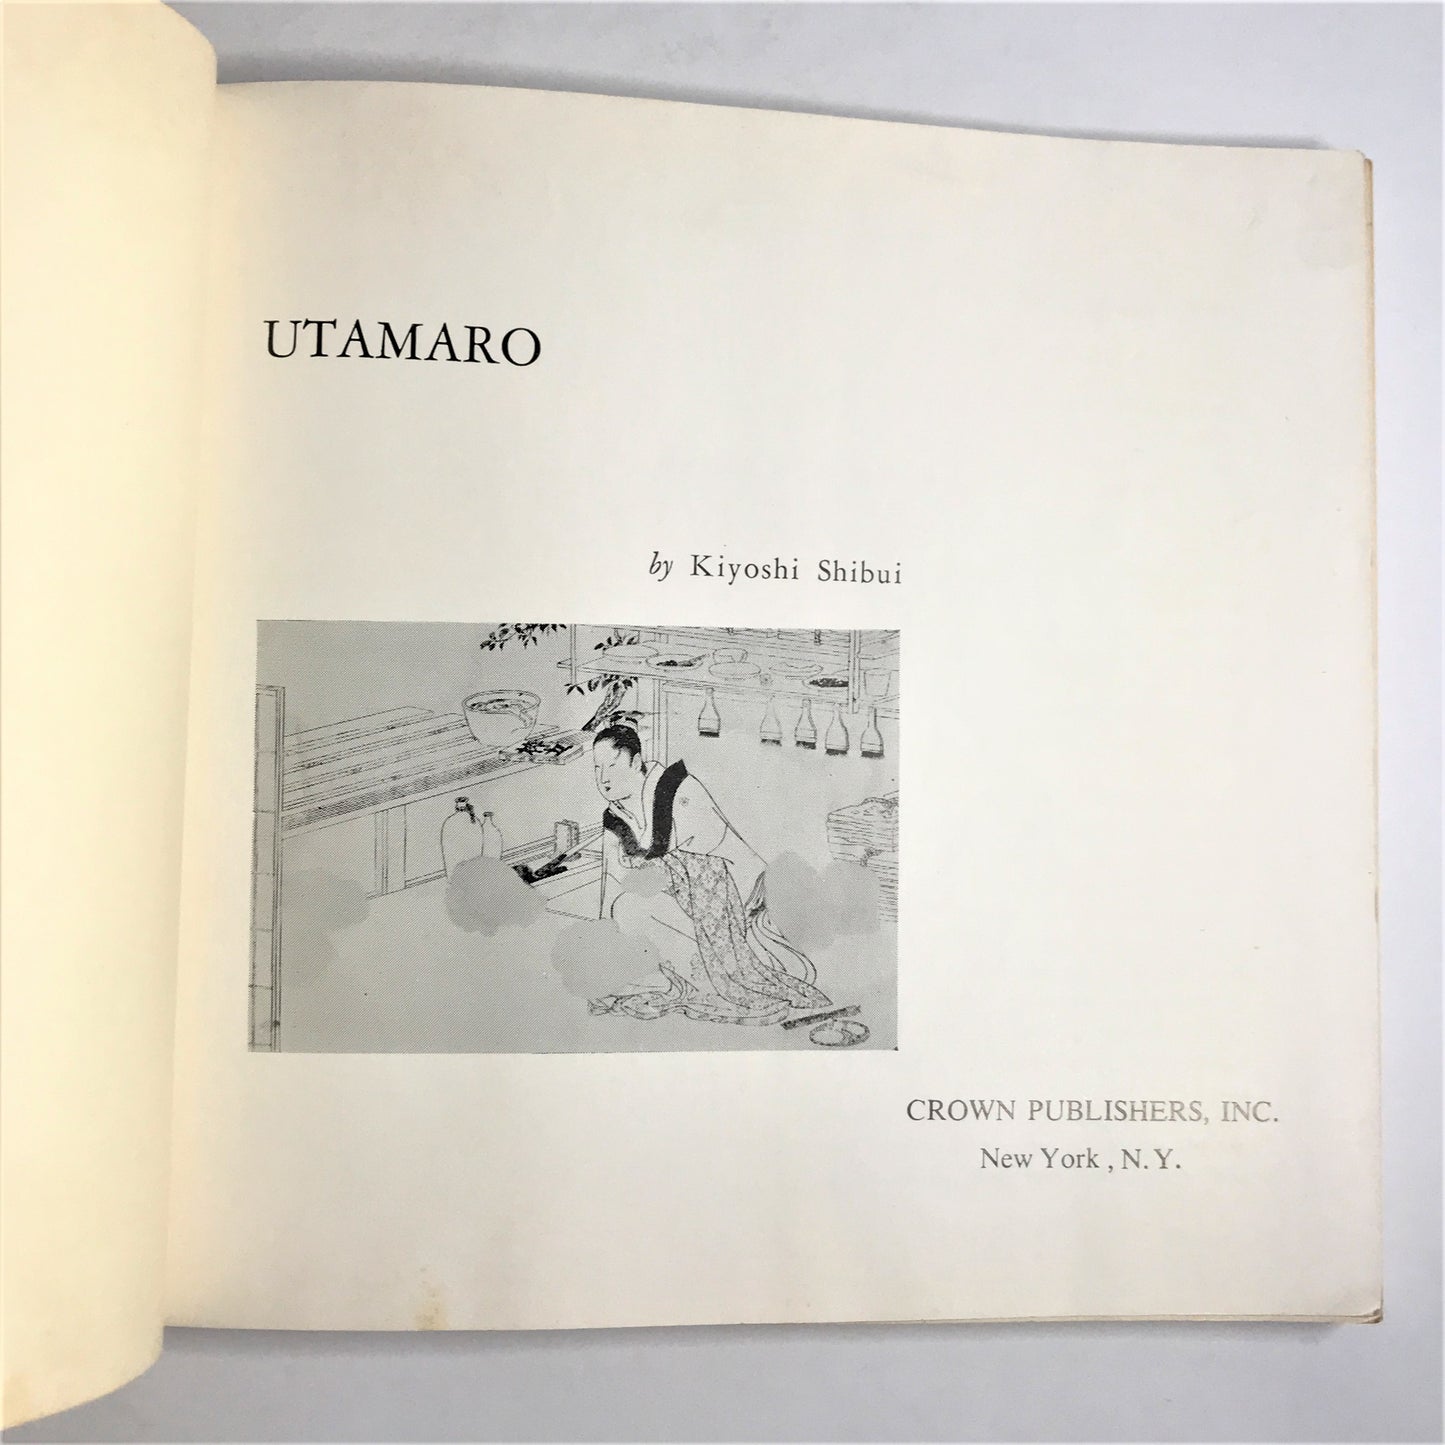 UTAMARO
by Kiyoshi Shibui
CROWN PUBLISHERS, INC.
New York, N.Y.